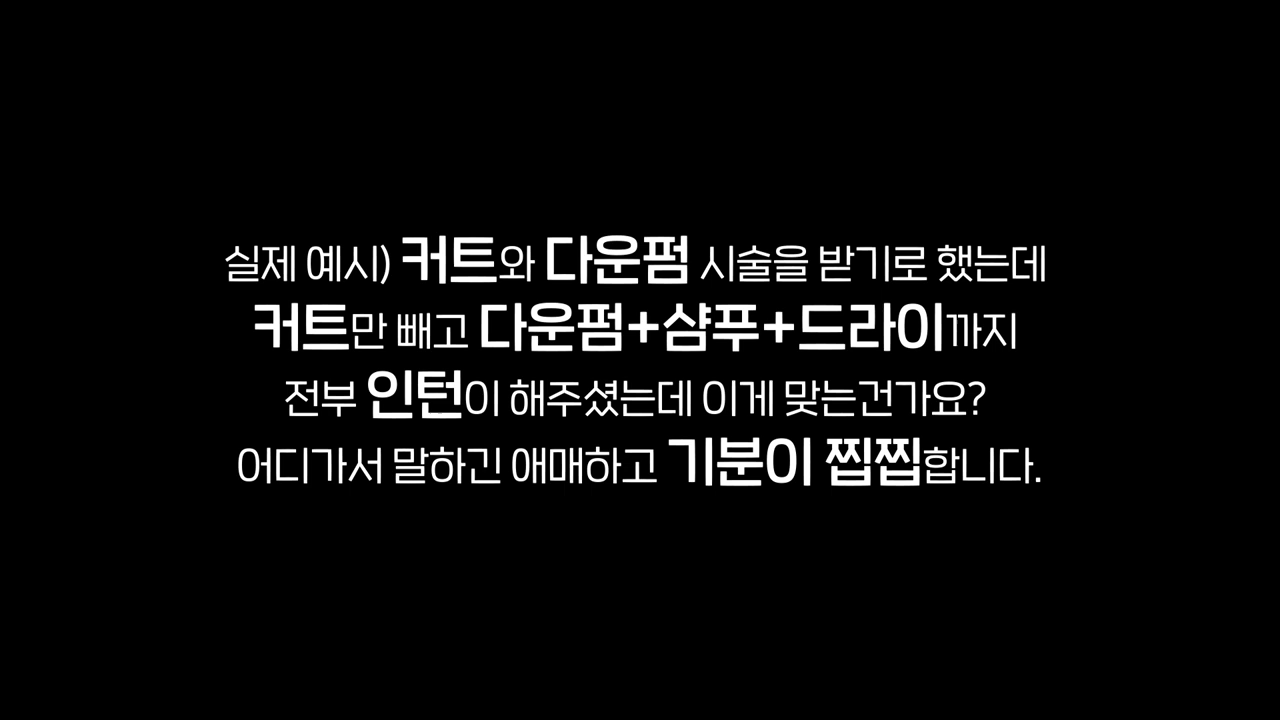 실제 예시) 커트와 다운펌 시술을 받기로 했는데
커트만 빼고 다운펌+샴푸+드라이까지
전부 인턴이 해주셨는데 이게 맞는건가요?
어디가서 말하긴 애매하고 기분이 찝찝합니다.